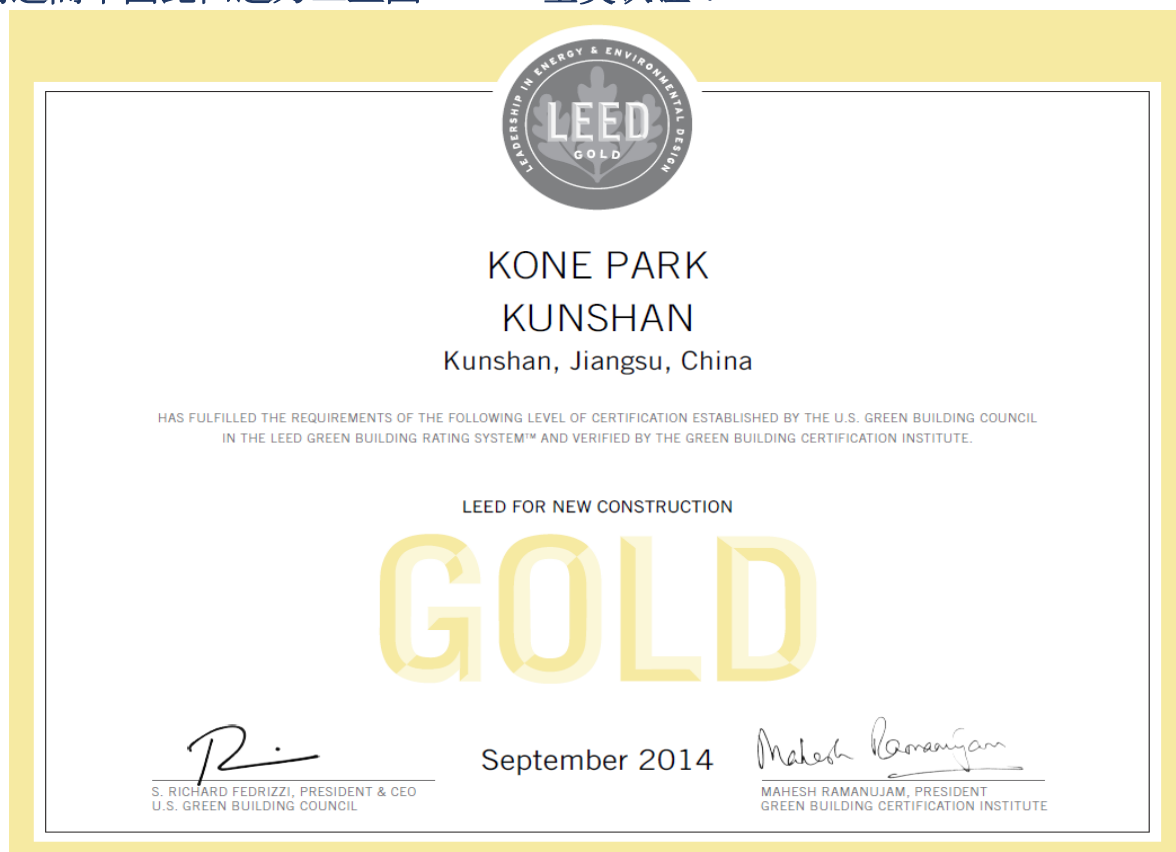 LEADERSHIP IN ENERGY & ENVIRONMENTAL DESIGN
LEED
GOLD
KONE PARK
KUNSHAN
Kunshan, Jiangsu, China
HAS FULFILLED THE REQUIREMENTS OF THE FOLLOWING LEVEL OF CERTIFICATION ESTABLISHED BY THE U.S. GREEN BUILDING COUNCIL
IN THE LEED GREEN BUILDING RATING SYSTEM™ AND VERIFIED BY THE GREEN BUILDING CERTIFICATION INSTITUTE.
LEED FOR NEW CONSTRUCTION
GOLD
September 2014
Mahesh Ramanujam
S. RICHARD FEDRIZZI, PRESIDENT & CEO
U.S. GREEN BUILDING COUNCIL
MAHESH RAMANUJAM, PRESIDENT
GREEN BUILDING CERTIFICATION INSTITUTE